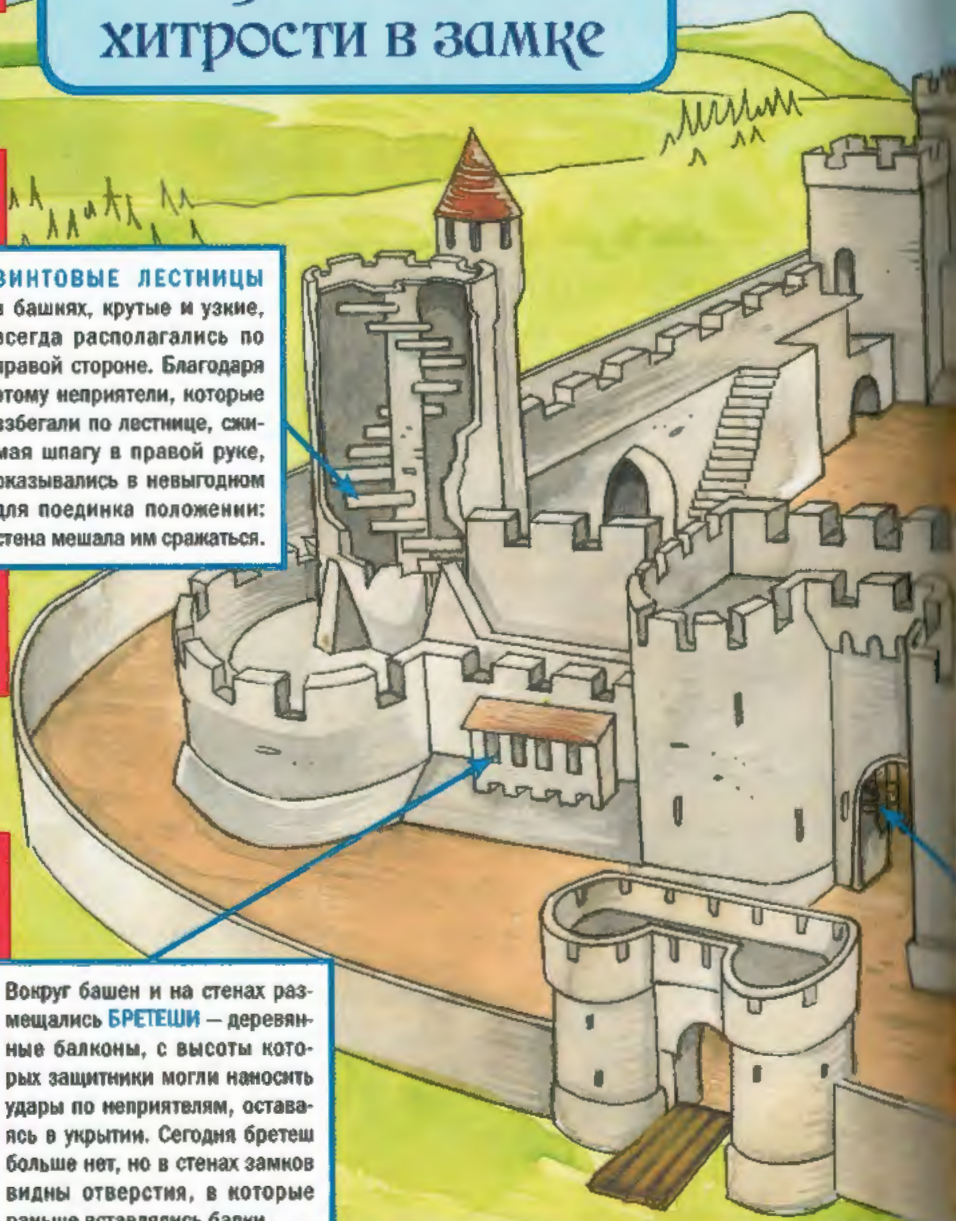 хитрости в замке
ВИНТОВЫЕ ЛЕСТНИЦЫ
в башнях, крутые и узкие,
всегда располагались по
правой стороне. Благодаря
этому неприятели, которые
взбегали по лестнице, сжи-
мая шпагу в правой руке,
оказывались в невыгодном
для поединка положении:
стена мешала им сражаться.
Вокруг башен и на стенах раз-
мещались БРЕТЕШИ — деревян-
ные балконы, с высоты кото-
рых защитники могли наносить
удары по неприятелям, остава-
ясь в укрытии. Сегодня бретеш
больше нет, но в стенах замков
видны отверстия, в которые
раньше вставлялись балки.